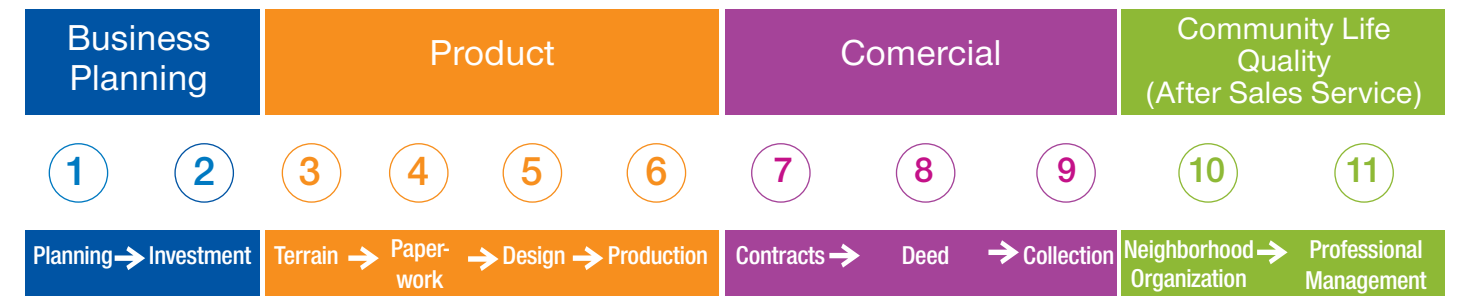 Business
Planning
Product
Comercial
Community Life
Quality
(After Sales Service)
1
2
3
4
5
6
7
8
9
10
11
Planning
Investment
Terrain
Paper-
work
Design
Production
Contracts
Deed
Collection
Neighborhood
Organization
Professional
Management